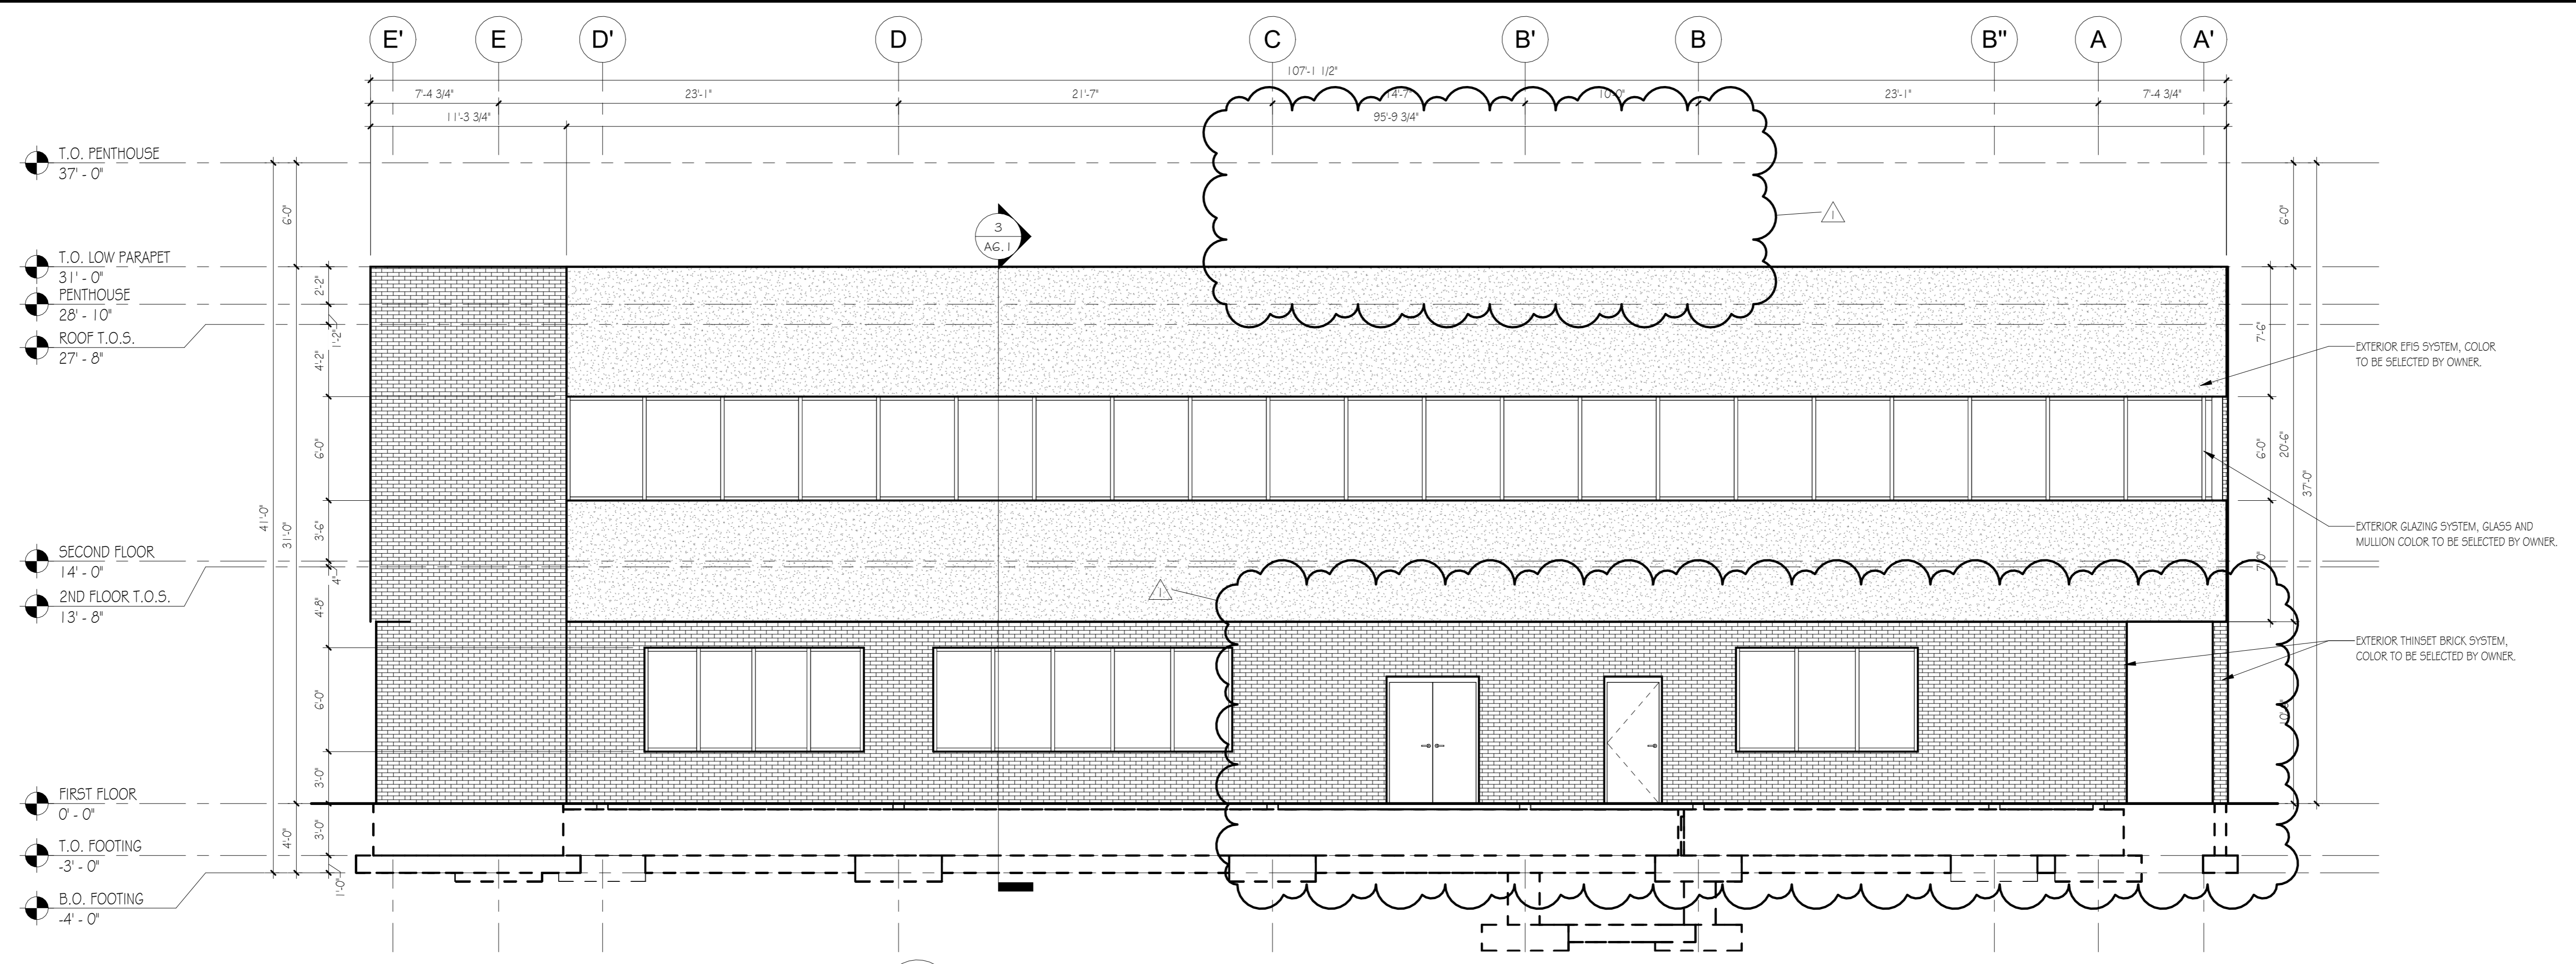 E' E D' D C B' B B'' A A'
107'-1 1/2"
7'-4 3/4" 23'-1" 21'-7" 14'-7" 10'-0" 23'-1" 7'-4 3/4"
11'-3 3/4" 95'-9 3/4"
T.O. PENTHOUSE
37' - 0"
6'-0"
6'-0"
3
A6.1
1
T.O. LOW PARAPET
31' - 0"
PENTHOUSE
28' - 10"
ROOF T.O.S.
27' - 8"
2'-2"
1'-2"
4'-2"
7'-6"
EXTERIOR EFIS SYSTEM, COLOR
TO BE SELECTED BY OWNER.
41'-0"
31'-0"
6'-0"
3'-6"
6'-0"
20'-6"
37'-0"
EXTERIOR GLAZING SYSTEM, GLASS AND
MULLION COLOR TO BE SELECTED BY OWNER.
SECOND FLOOR
14' - 0"
2ND FLOOR T.O.S.
13' - 8"
4"
4'-8"
1
7'-0"
EXTERIOR THINSET BRICK SYSTEM,
COLOR TO BE SELECTED BY OWNER.
6'-0"
3'-0"
FIRST FLOOR
0' - 0"
4'-0"
3'-0"
T.O. FOOTING
-3' - 0"
1'-0"
B.O. FOOTING
-4' - 0"